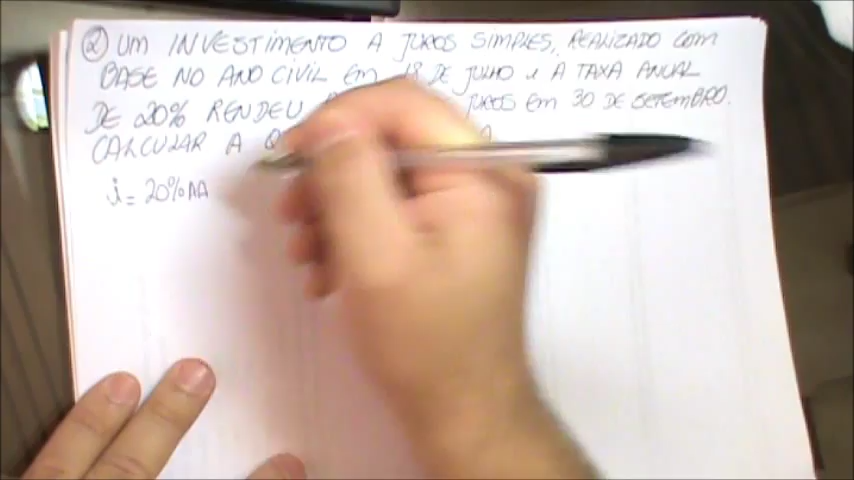 ② UM INVESTIMENTO A JUROS SIMPLES, REALIZADO COM
BASE NO ANO CIVIL EM 18 DE JULHO E A TAXA ANUAL
DE 20% RENDEU JUROS EM 30 DE SETEMBRO.
CALCULAR A
i = 20% AA